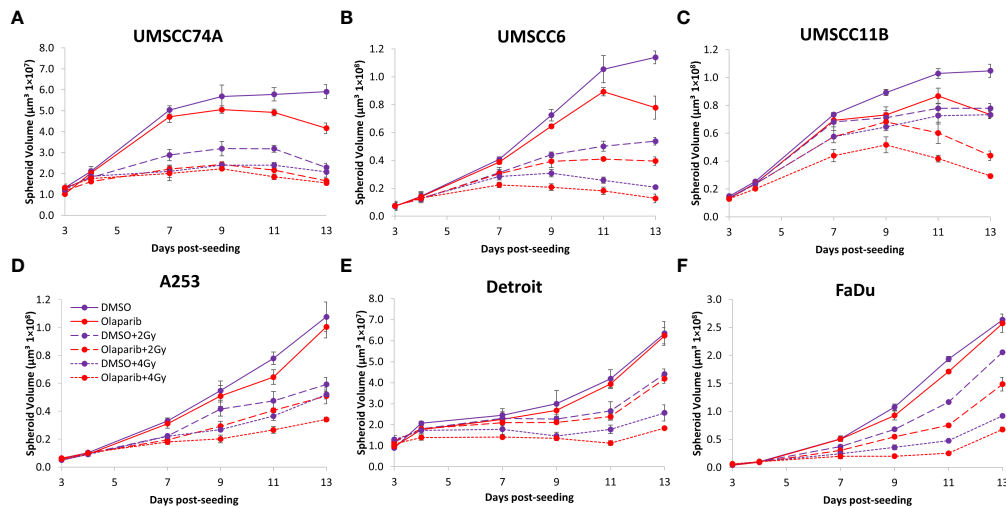 A
UMSCC74A
Spheroid Volume (µm³ 1×10⁷)
8.0
7.0
6.0
5.0
4.0
3.0
2.0
1.0
0.0
3
5
7
9
11
13
Days post-seeding
B
UMSCC6
Spheroid Volume (µm³ 1×10⁸)
1.2
1.0
0.8
0.6
0.4
0.2
0.0
3
5
7
9
11
13
Days post-seeding
C
UMSCC11B
Spheroid Volume (µm³ 1×10⁸)
1.2
1.0
0.8
0.6
0.4
0.2
0.0
3
5
7
9
11
13
Days post-seeding
D
A253
Spheroid Volume (µm³ 1×10⁸)
1.2
1.0
0.8
0.6
0.4
0.2
0.0
DMSO
Olaparib
DMSO+2Gy
Olaparib+2Gy
DMSO+4Gy
Olaparib+4Gy
3
5
7
9
11
13
Days post-seeding
E
Detroit
Spheroid Volume (µm³ 1×10⁷)
8.0
7.0
6.0
5.0
4.0
3.0
2.0
1.0
0.0
3
5
7
9
11
13
Days post-seeding
F
FaDu
Spheroid Volume (µm³ 1×10⁸)
3.0
2.5
2.0
1.5
1.0
0.5
0.0
3
5
7
9
11
13
Days post-seeding